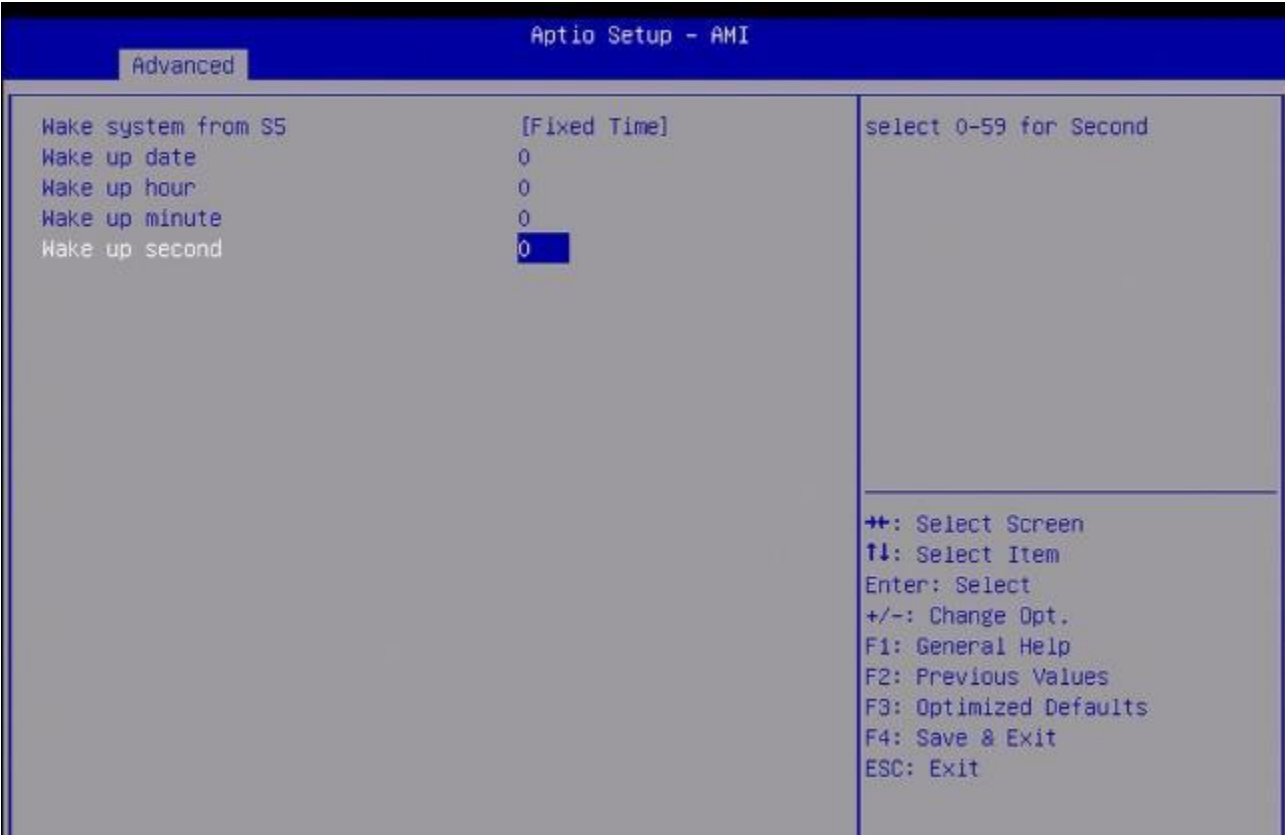 Aptio Setup - AMI
Advanced
Wake system from S5 [Fixed Time]
Wake up date 0
Wake up hour 0
Wake up minute 0
Wake up second 0
select 0-59 for Second
→←: Select Screen
↑↓: Select Item
Enter: Select
+/-: Change Opt.
F1: General Help
F2: Previous Values
F3: Optimized Defaults
F4: Save & Exit
ESC: Exit